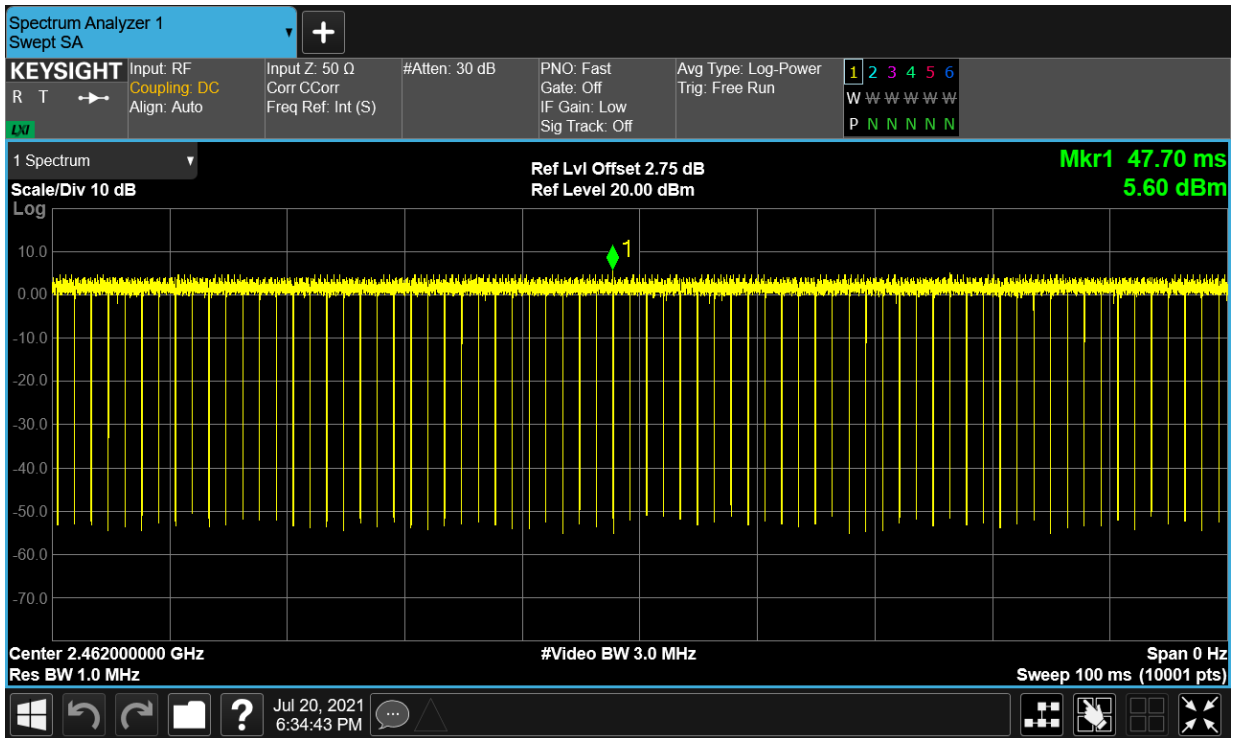 Spectrum Analyzer 1
Swept SA
+
KEYSIGHT
R T
LXI
Input: RF
Coupling: DC
Align: Auto
Input Z: 50 Ω
Corr CCorr
Freq Ref: Int (S)
#Atten: 30 dB
PNO: Fast
Gate: Off
IF Gain: Low
Sig Track: Off
Avg Type: Log-Power
Trig: Free Run
1 2 3 4 5 6
W W W W W W
P N N N N N
1 Spectrum
Scale/Div 10 dB
Log
Ref Lvl Offset 2.75 dB
Ref Level 20.00 dBm
Mkr1 47.70 ms
5.60 dBm
1
10.0
0.00
-10.0
-20.0
-30.0
-40.0
-50.0
-60.0
-70.0
Center 2.462000000 GHz
Res BW 1.0 MHz
#Video BW 3.0 MHz
Span 0 Hz
Sweep 100 ms (10001 pts)
?
Jul 20, 2021
6:34:43 PM